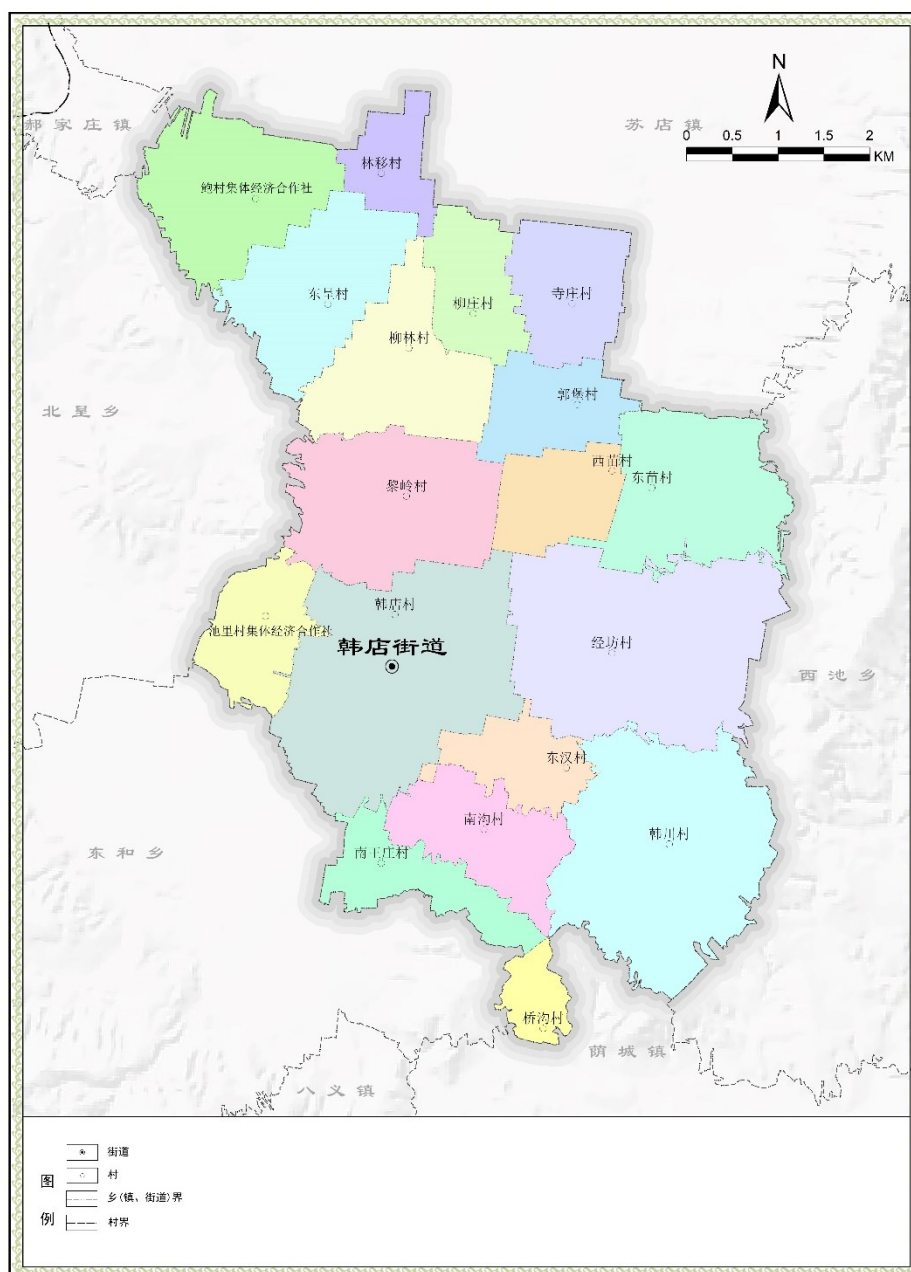 N
郝家庄镇
苏店镇
0 0.5 1 1.5 2
KM
林移村
鲍村集体经济合作社
东呈村
柳庄村
寺庄村
柳林村
郭堡村
北呈乡
西苗村
东苗村
黎岭村
韩店村
池里村集体经济合作社
韩店街道
经坊村
西池乡
东汉村
南沟村
韩川村
东和乡
南王庄村
桥沟村
荫城镇
八义镇
图例
街道
村
乡(镇、街道)界
村界